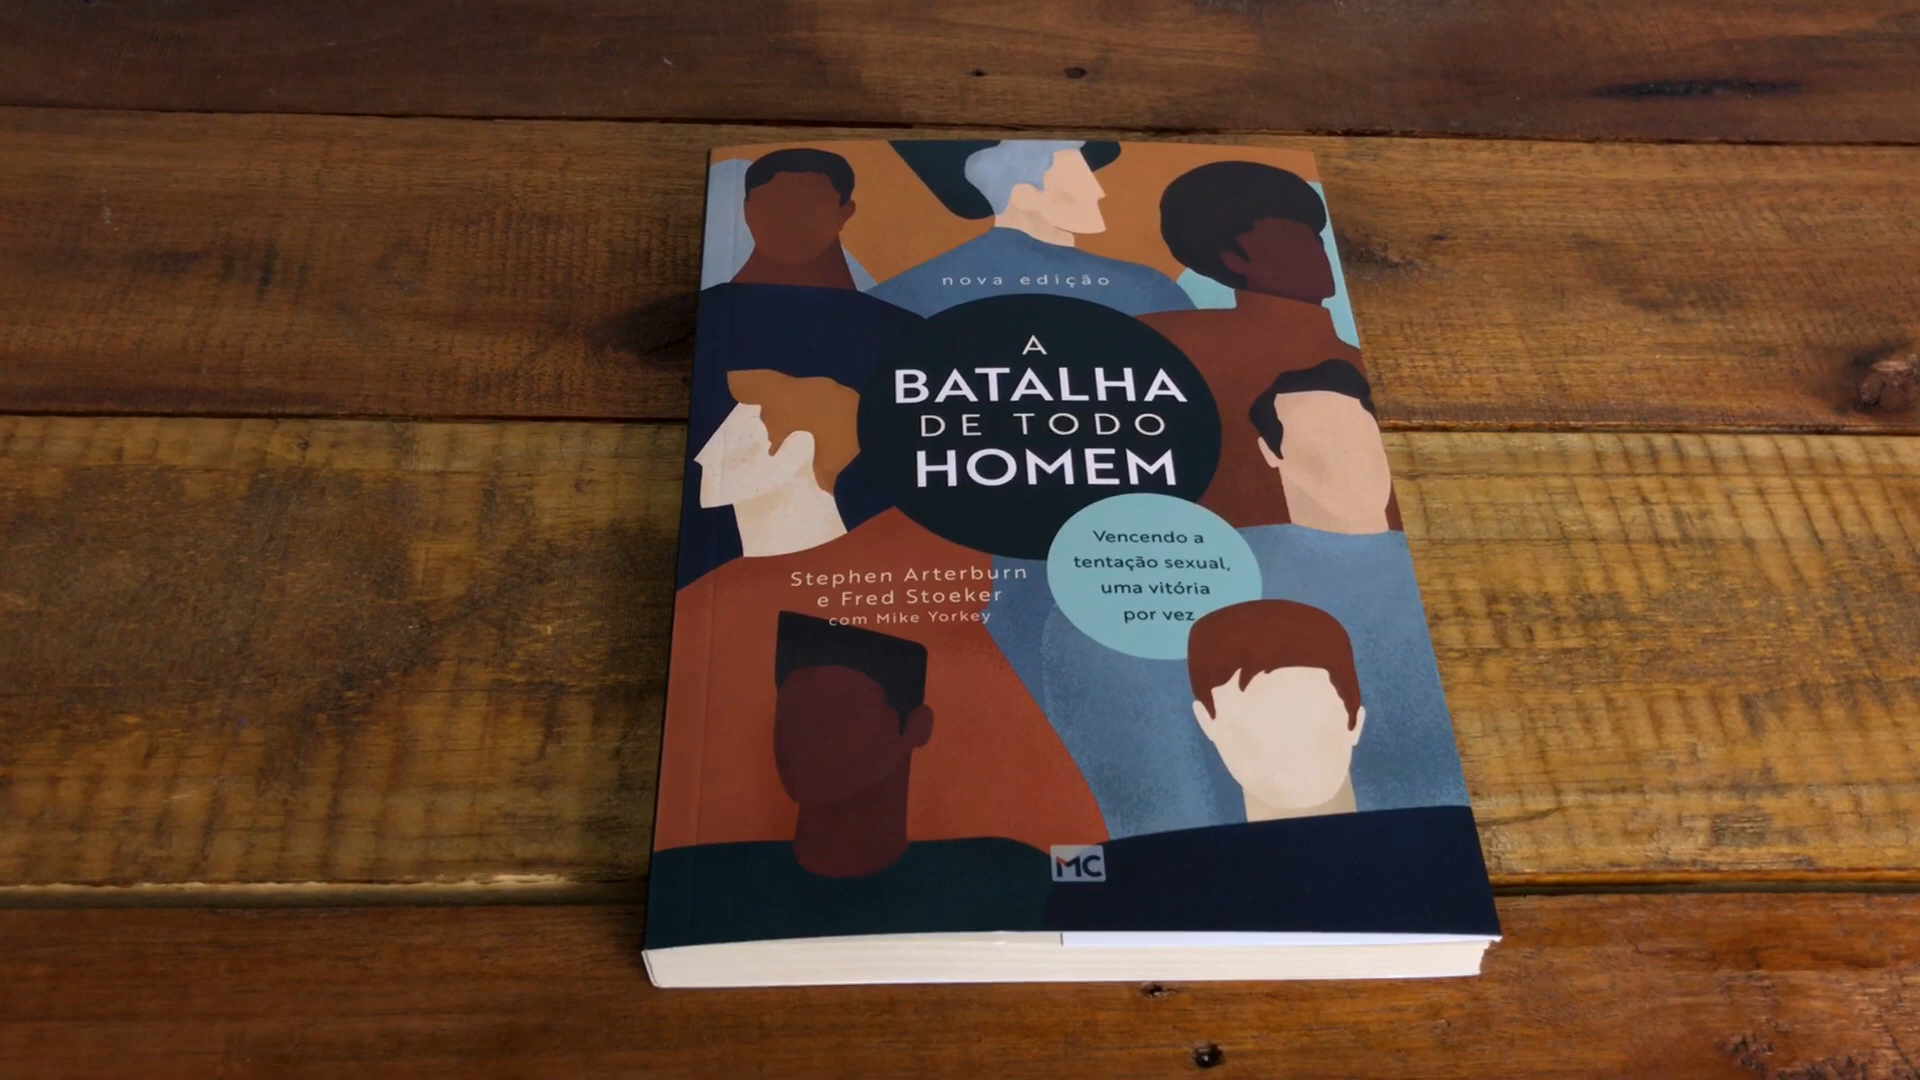 nova edição
A
BATALHA
DE TODO
HOMEM
Vencendo a
tentação sexual,
uma vitória
por vez
Stephen Arterburn
e Fred Stoeker
com Mike Yorkey
MC